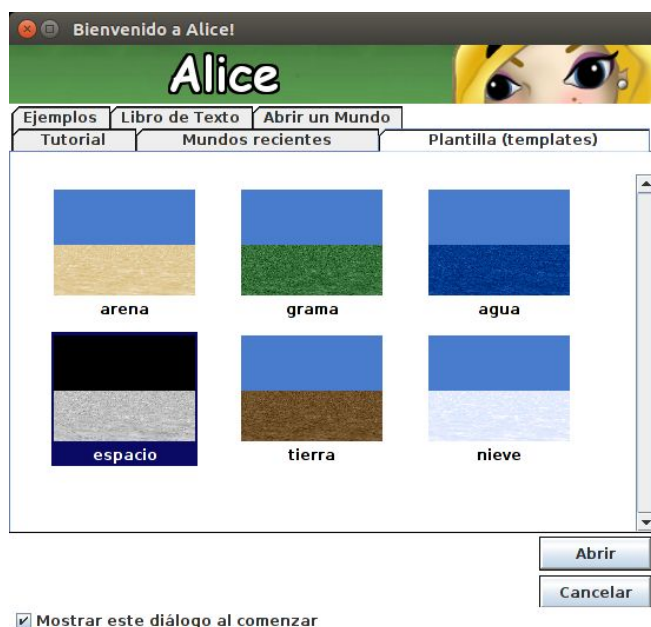 Bienvenido a Alice!
Alice
Ejemplos Libro de Texto Abrir un Mundo
Tutorial Mundos recientes Plantilla (templates)
arena grama agua
espacio tierra nieve
Abrir
Cancelar
Mostrar este diálogo al comenzar